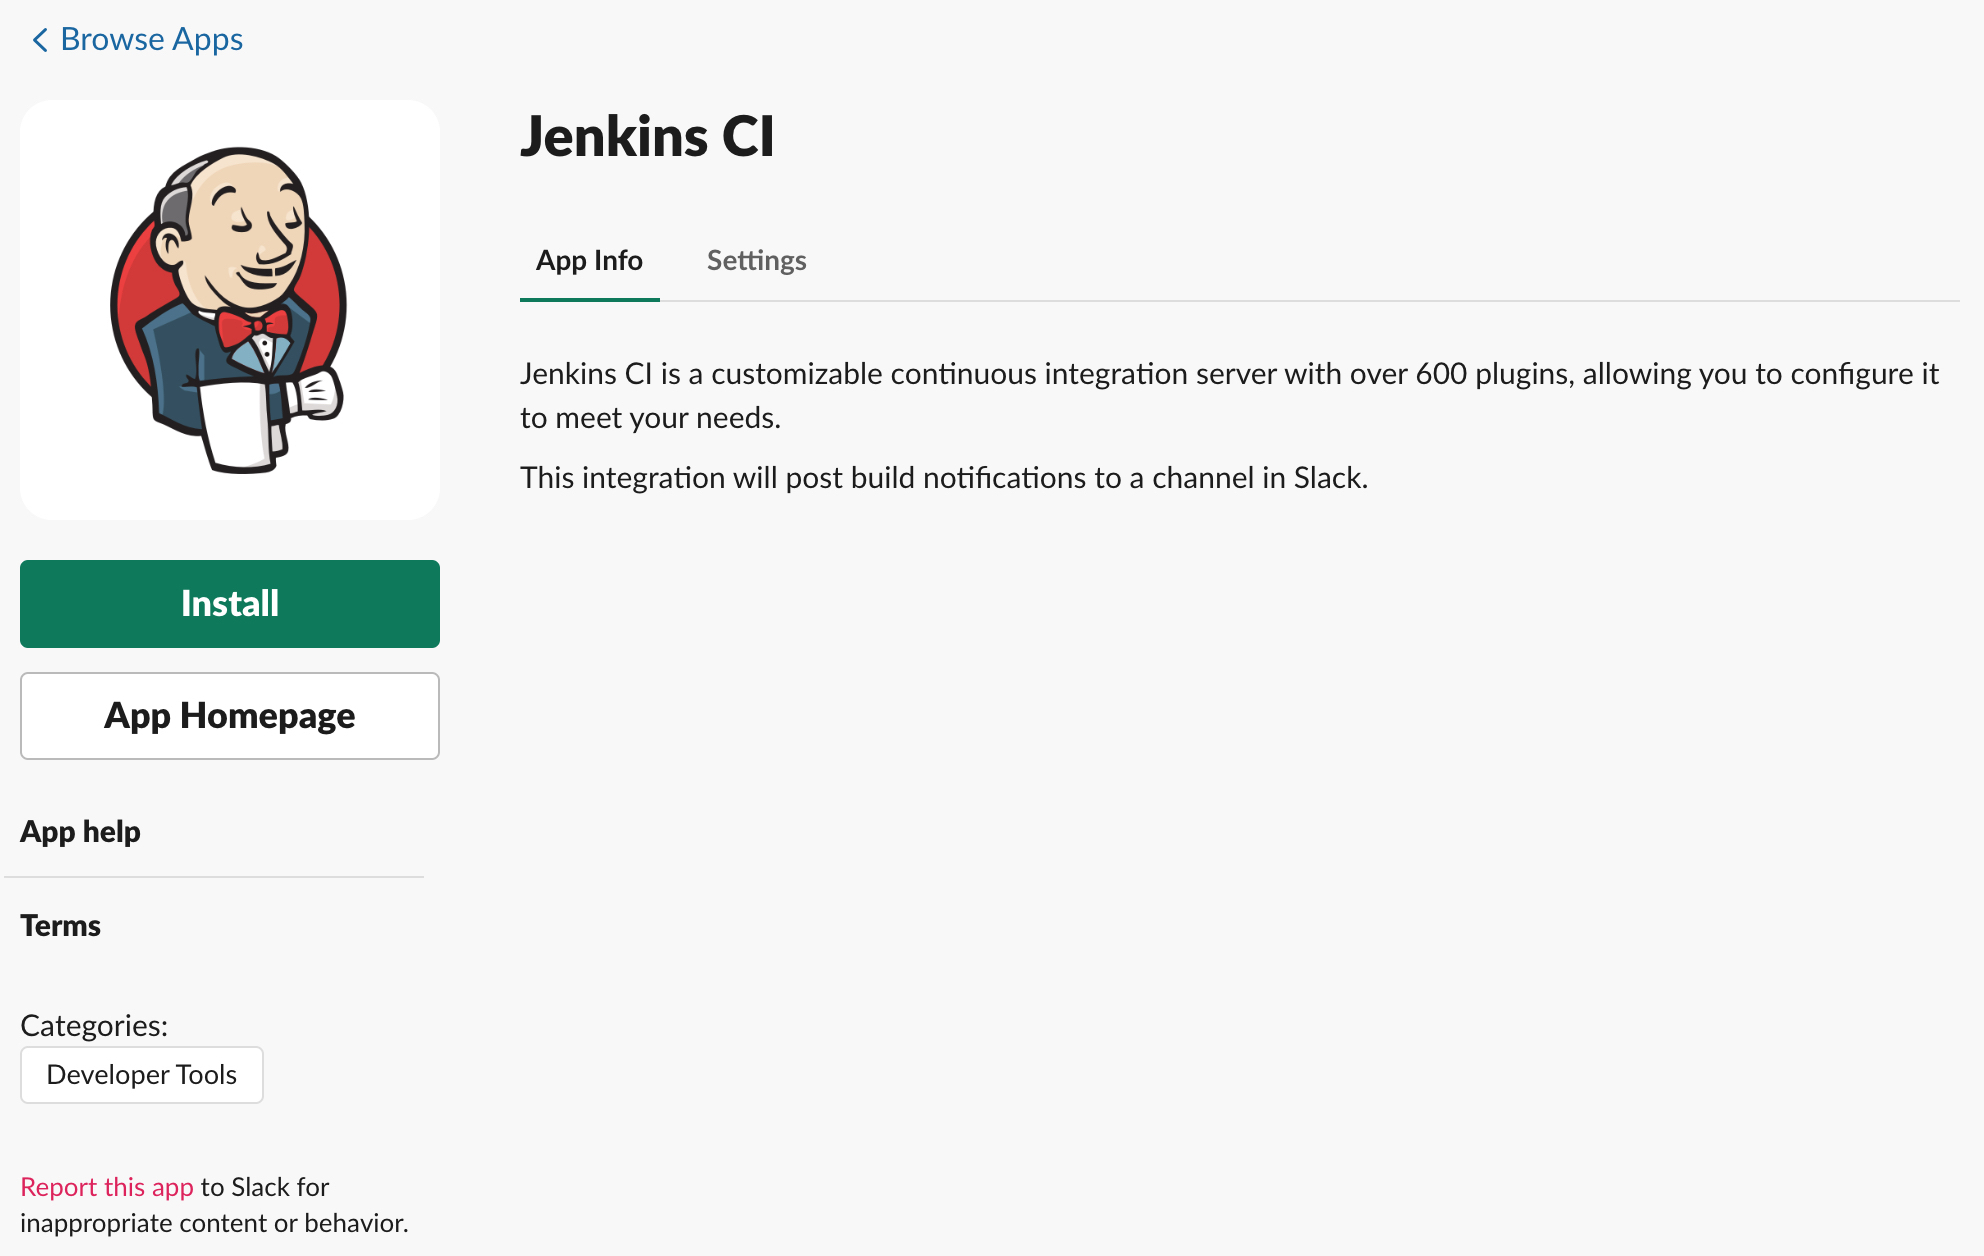 Browse Apps
Jenkins CI
App Info
Settings
Jenkins CI is a customizable continuous integration server with over 600 plugins, allowing you to configure it
to meet your needs.
This integration will post build notifications to a channel in Slack.
Install
App Homepage
App help
Terms
Categories:
Developer Tools
Report this app to Slack for
inappropriate content or behavior.